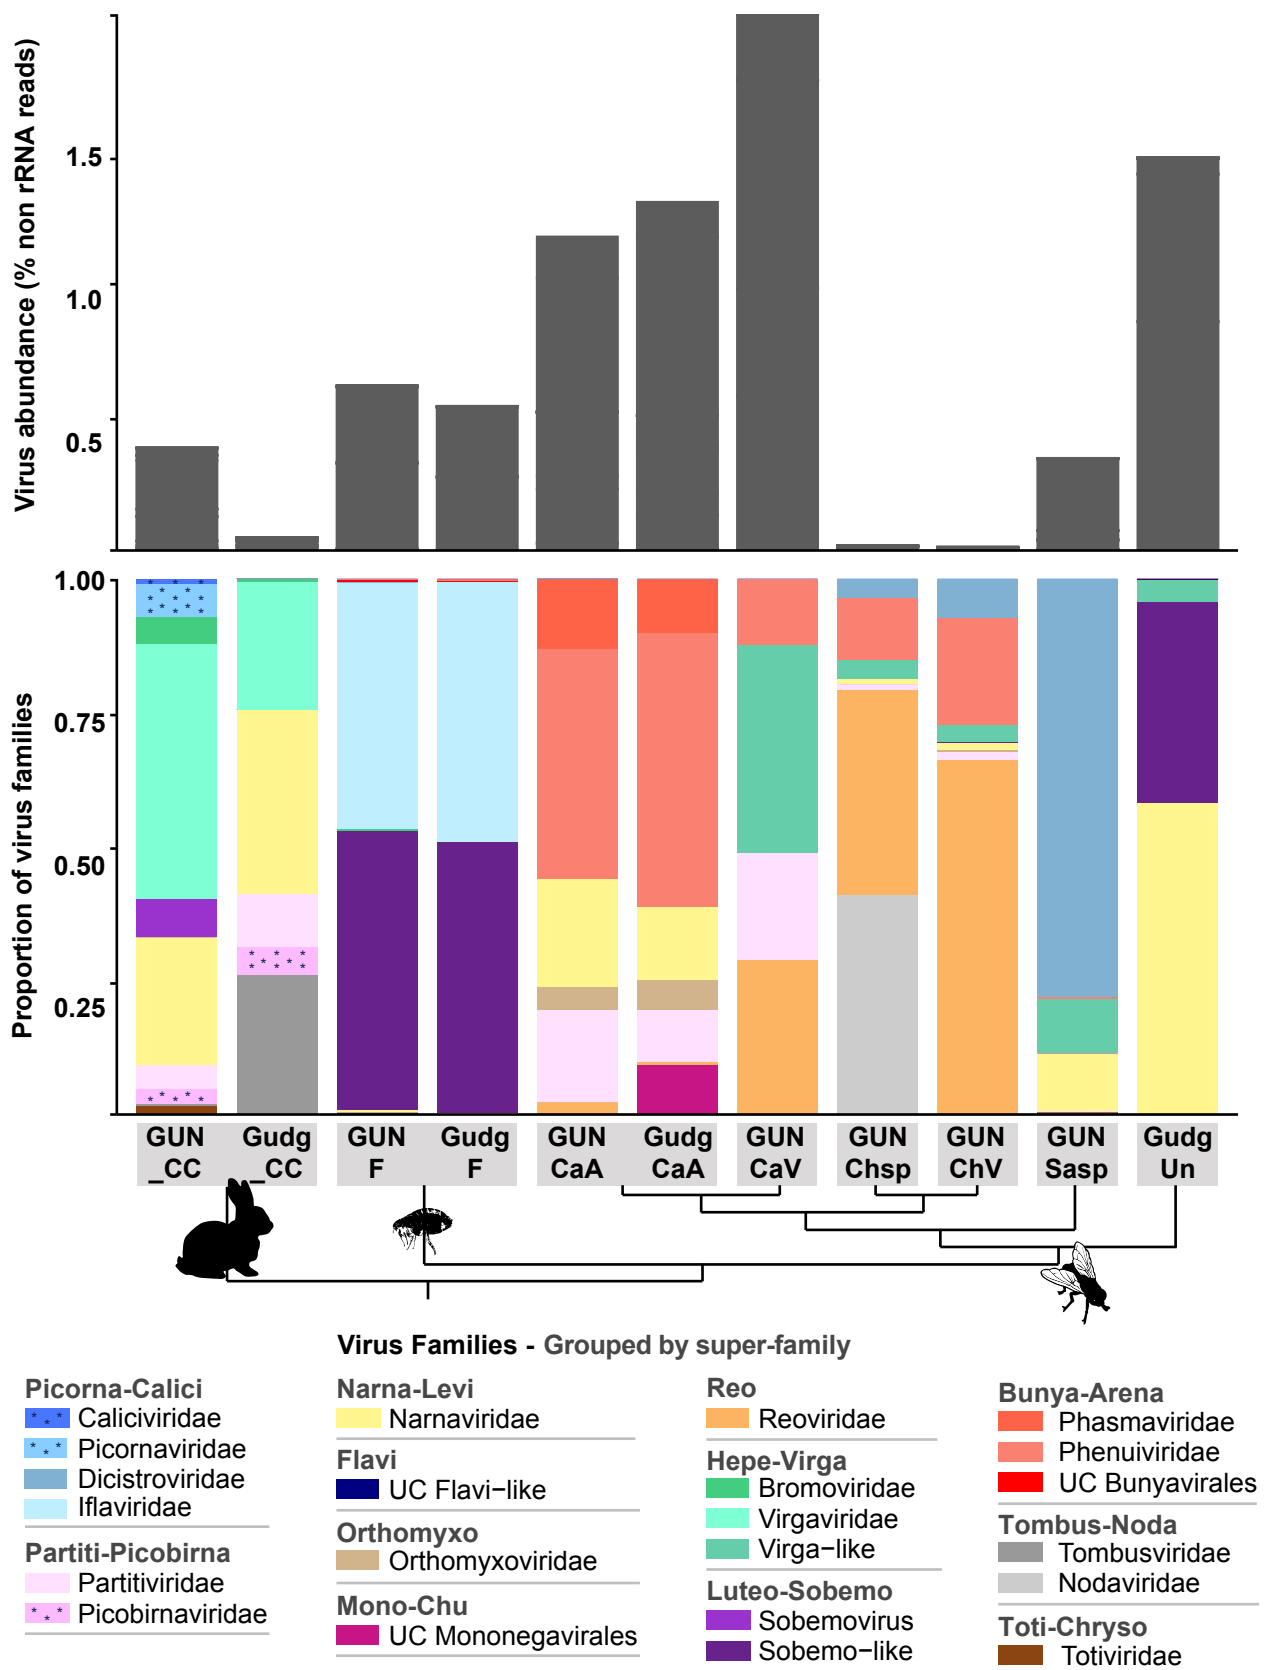 Virus abundance (% non rRNA reads)
1.5
1.0
0.5
Proportion of virus families
1.00
0.75
0.50
0.25
GUN _CC
Gudg _CC
GUN F
Gudg F
GUN CaA
Gudg CaA
GUN CaV
GUN Chsp
GUN ChV
GUN Sasp
Gudg Un
Virus Families - Grouped by super-family
Picorna-Calici
Caliciviridae
Picornaviridae
Dicistroviridae
Iflaviridae
Partiti-Picobirna
Partitiviridae
Picobirnaviridae
Narna-Levi
Narnaviridae
Flavi
UC Flavi−like
Orthomyxo
Orthomyxoviridae
Mono-Chu
UC Mononegavirales
Reo
Reoviridae
Hepe-Virga
Bromoviridae
Virgaviridae
Virga−like
Luteo-Sobemo
Sobemovirus
Sobemo−like
Bunya-Arena
Phasmaviridae
Phenuiviridae
UC Bunyavirales
Tombus-Noda
Tombusviridae
Nodaviridae
Toti-Chryso
Totiviridae